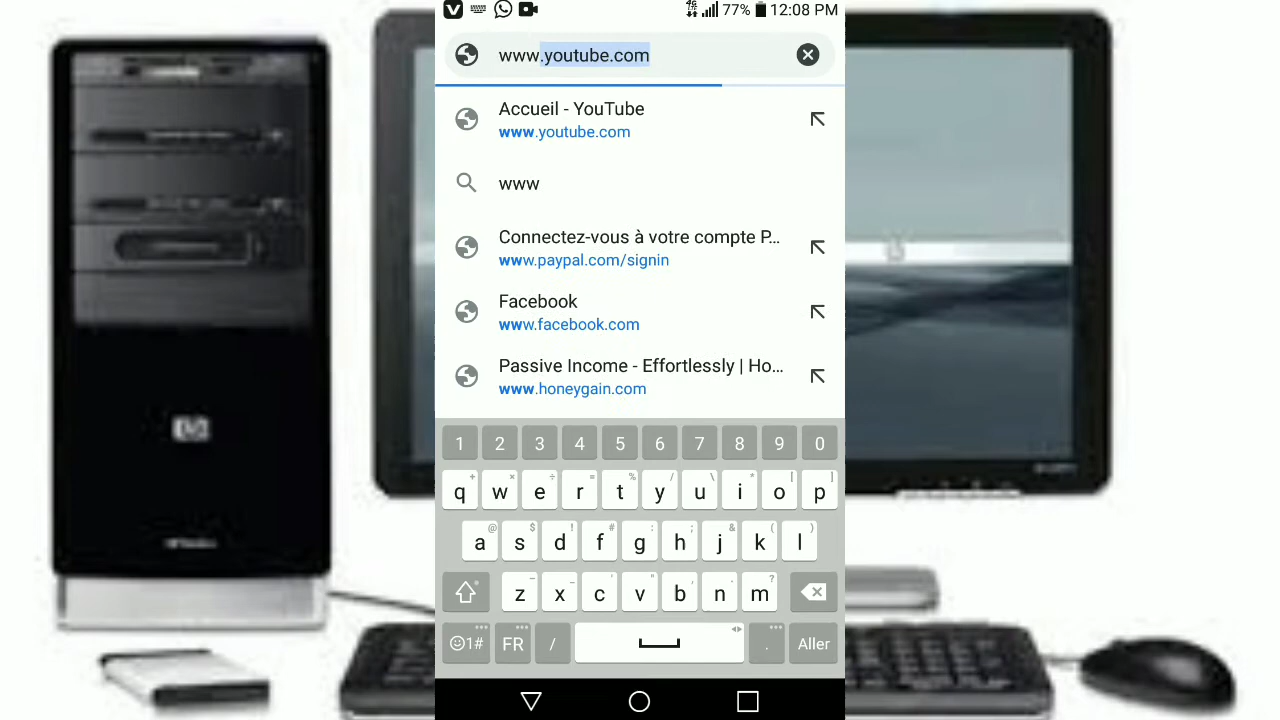 77% 12:08 PM
www.youtube.com
Accueil - YouTube
www.youtube.com
www
Connectez-vous à votre compte P...
www.paypal.com/signin
Facebook
www.facebook.com
Passive Income - Effortlessly | Ho...
www.honeygain.com
1 2 3 4 5 6 7 8 9 0
q w e r t y u i o p
a s d f g h j k l
z x c v b n m
1# FR / . Aller